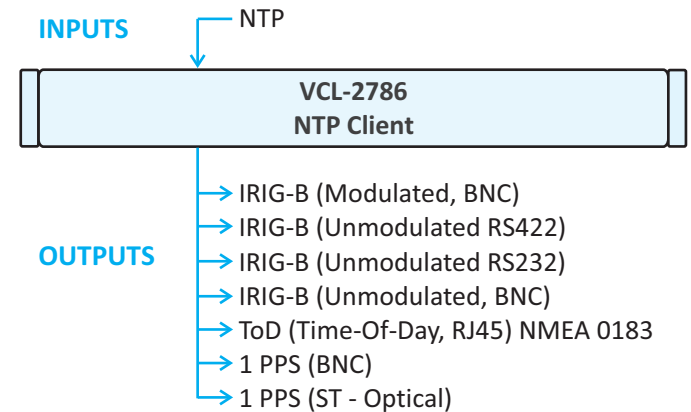 INPUTS
NTP
VCL-2786
NTP Client
IRIG-B (Modulated, BNC)
IRIG-B (Unmodulated RS422)
OUTPUTS
IRIG-B (Unmodulated RS232)
IRIG-B (Unmodulated, BNC)
ToD (Time-Of-Day, RJ45) NMEA 0183
1 PPS (BNC)
1 PPS (ST - Optical)